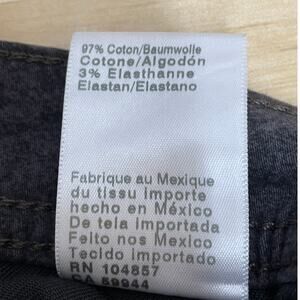 97% Coton/Baumwolle
Cotone/Algodón
3% Elasthanne
Elastan/Elastano
Fabrique au Mexique
du tissu importe
hecho en México
De tela importada
Feito nos Mexico
Tecido importado
RN 104857
CA 59944